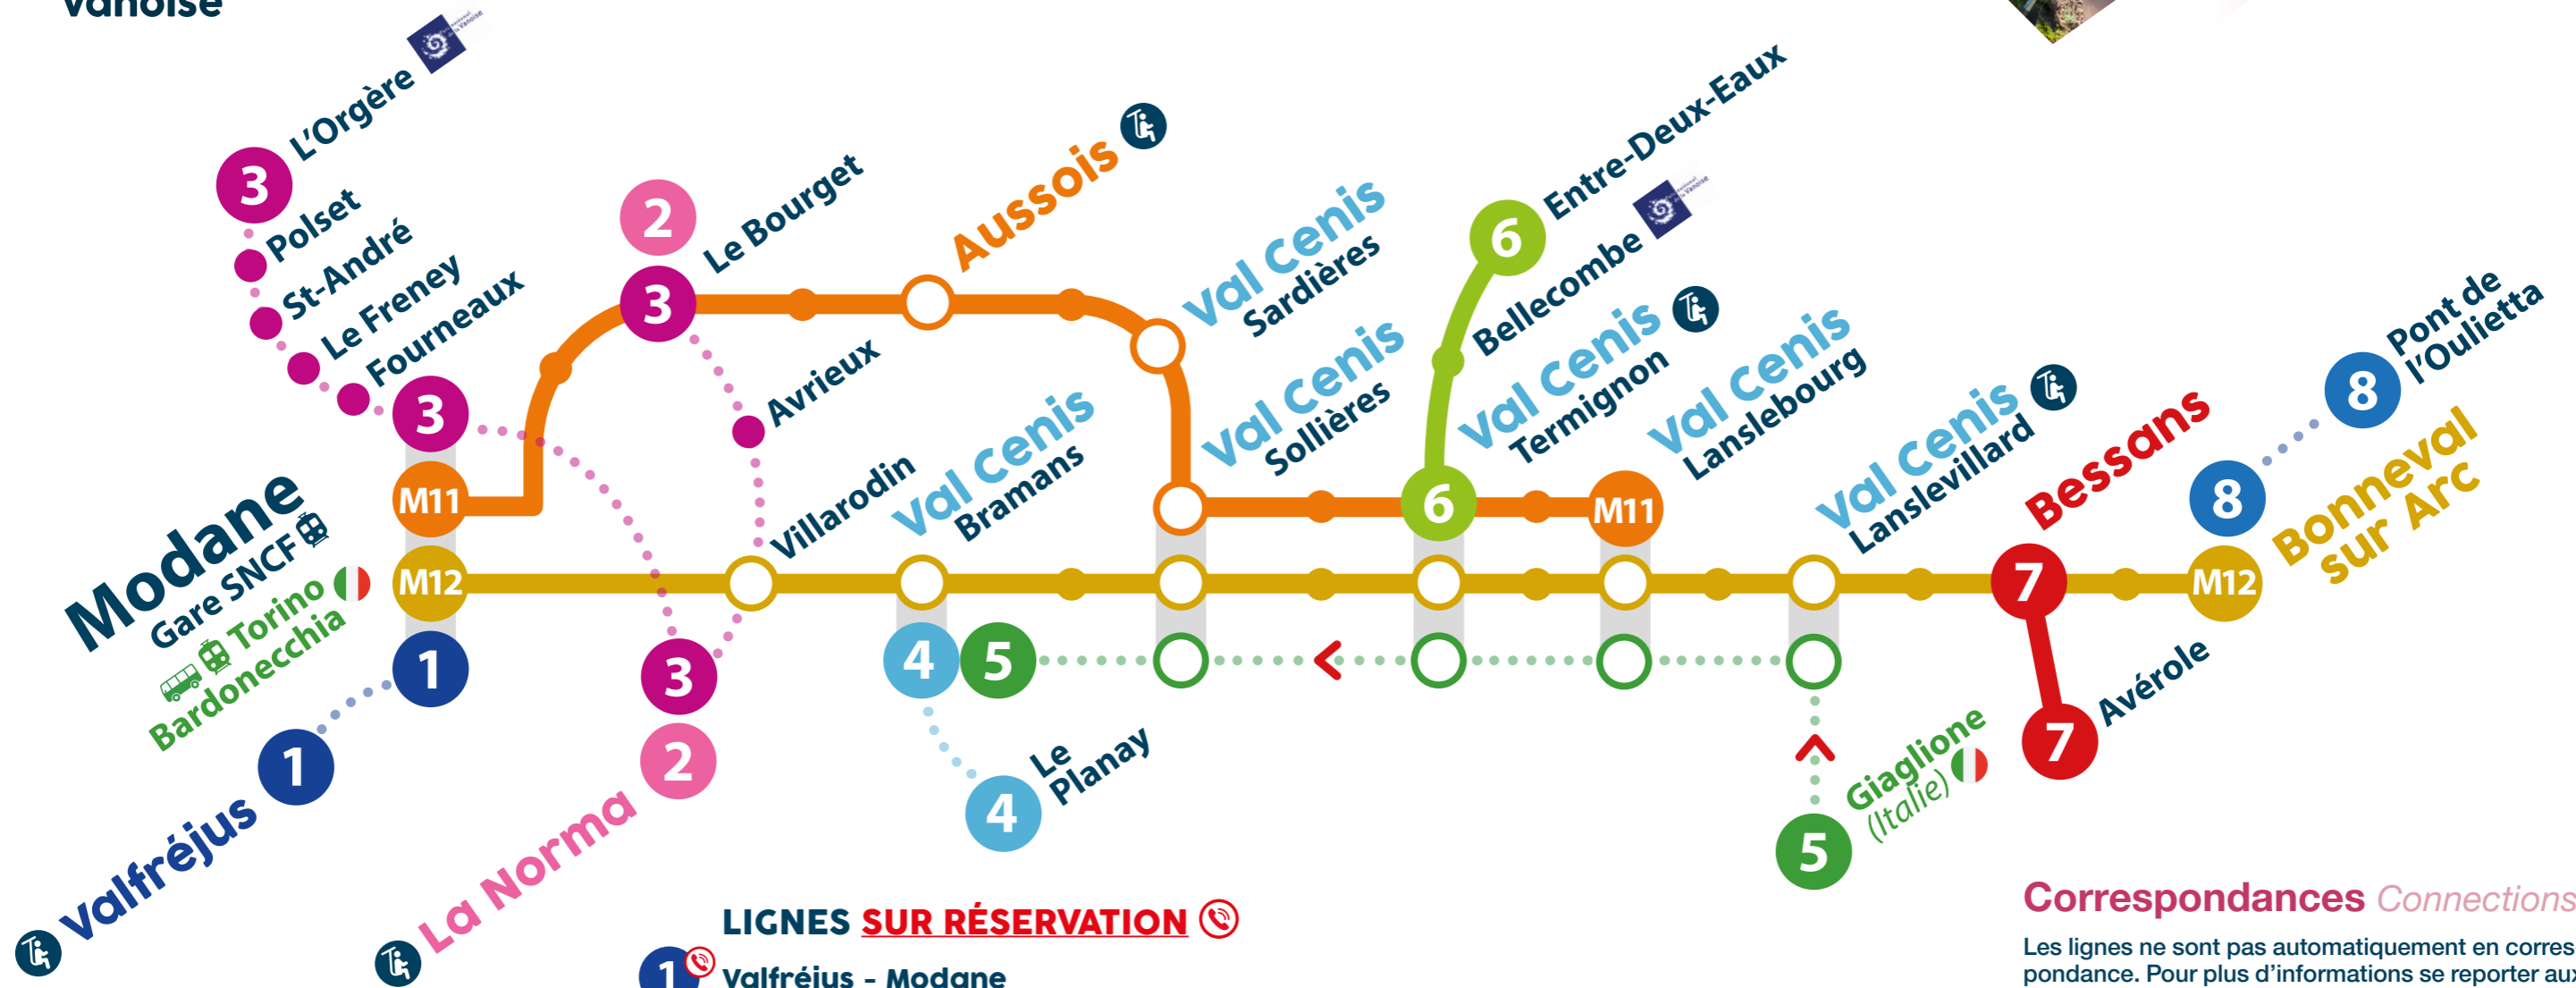 Vanoise
L'Orgère
3
Polset
St-André
Le Freney
Fourneaux
3
M11
M12
1
Modane
Gare SNCF
Torino
Bardonecchia
1
Valfréjus
2
3
Le Bourget
Avrieux
Aussois
Villarodin
3
2
La Norma
Val Cenis
Bramans
4
5
4
Le
Planay
Val Cenis
Sardières
Val Cenis
Sollières
6
Entre-Deux-Eaux
Bellecombe
6
Val Cenis
Termignon
M11
Val Cenis
Lanslebourg
Val Cenis
Lanslevillard
5
Giaglione
(Italie)
Bessans
7
7
Avérole
8
Pont de
l'Oulietta
8
M12
Bonneval
sur Arc
LIGNES SUR RÉSERVATION
1
Valfréjus - Modane
Correspondances Connections
Les lignes ne sont pas automatiquement en corres-
pondance. Pour plus d'informations se reporter aux